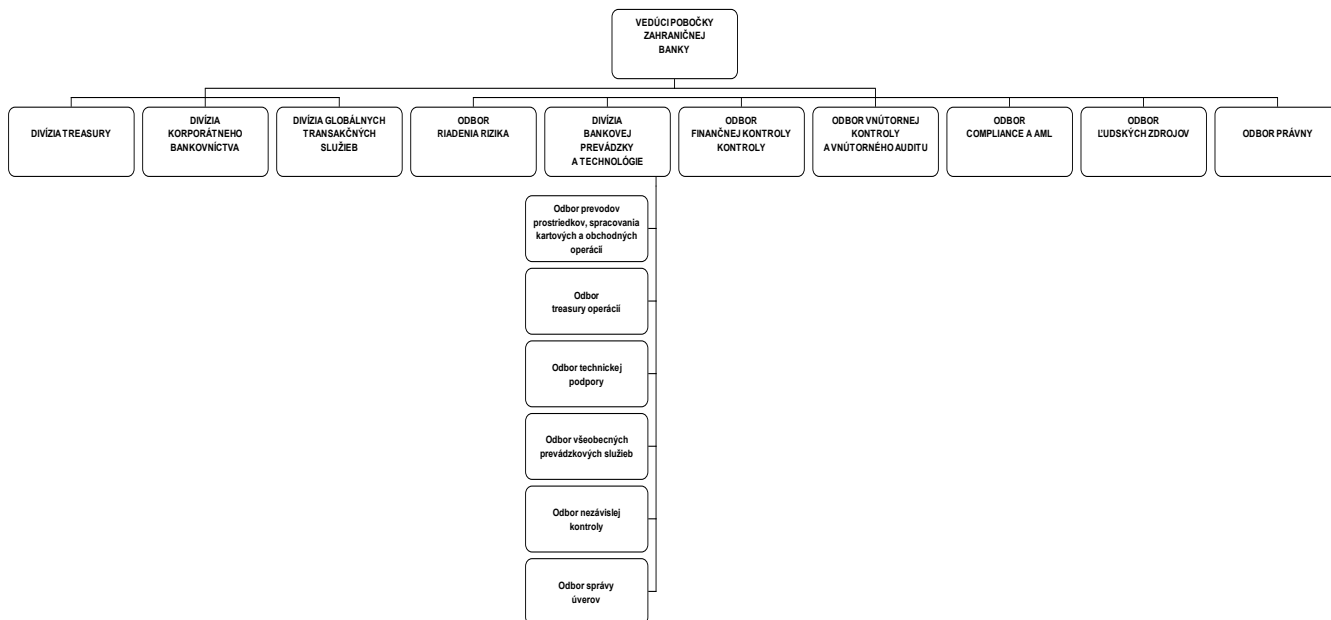 VEDÚCI POBOČKY
ZAHRANIČNEJ
BANKY
DIVÍZIA TREASURY
DIVÍZIA
KORPORÁTNEHO
BANKOVNÍCTVA
DIVÍZIA GLOBÁLNYCH
TRANSAKČNÝCH
SLUŽIEB
ODBOR
RIADENIA RIZIKA
DIVÍZIA
BANKOVEJ
PREVÁDZKY
A TECHNOLÓGIE
ODBOR
FINANČNEJ KONTROLY
KONTROLY
ODBOR VNÚTORNEJ
KONTROLY
A VNÚTORNÉHO AUDITU
ODBOR
COMPLIANCE A AML
ODBOR
ĽUDSKÝCH ZDROJOV
ODBOR PRÁVNY
Odbor prevodov
prostriedkov, spracovania
kartových a obchodných
operácií
Odbor
treasury operácií
Odbor technickej
podpory
Odbor všeobecných
prevádzkových služieb
Odbor nezávislej
kontroly
Odbor správy
úverov